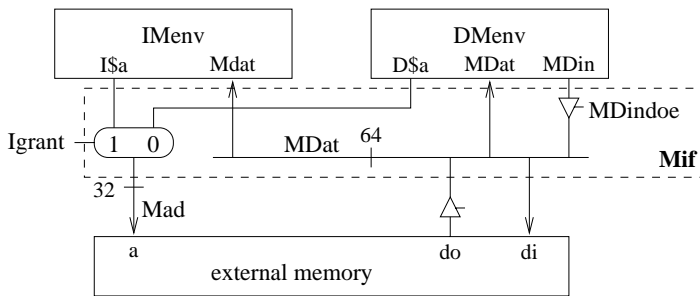 IMenv DMenv
I$a Mdat D$a MDat MDin
MDindoe
Igrant 1 0 MDat 64
Mif
32
Mad
a do di
external memory